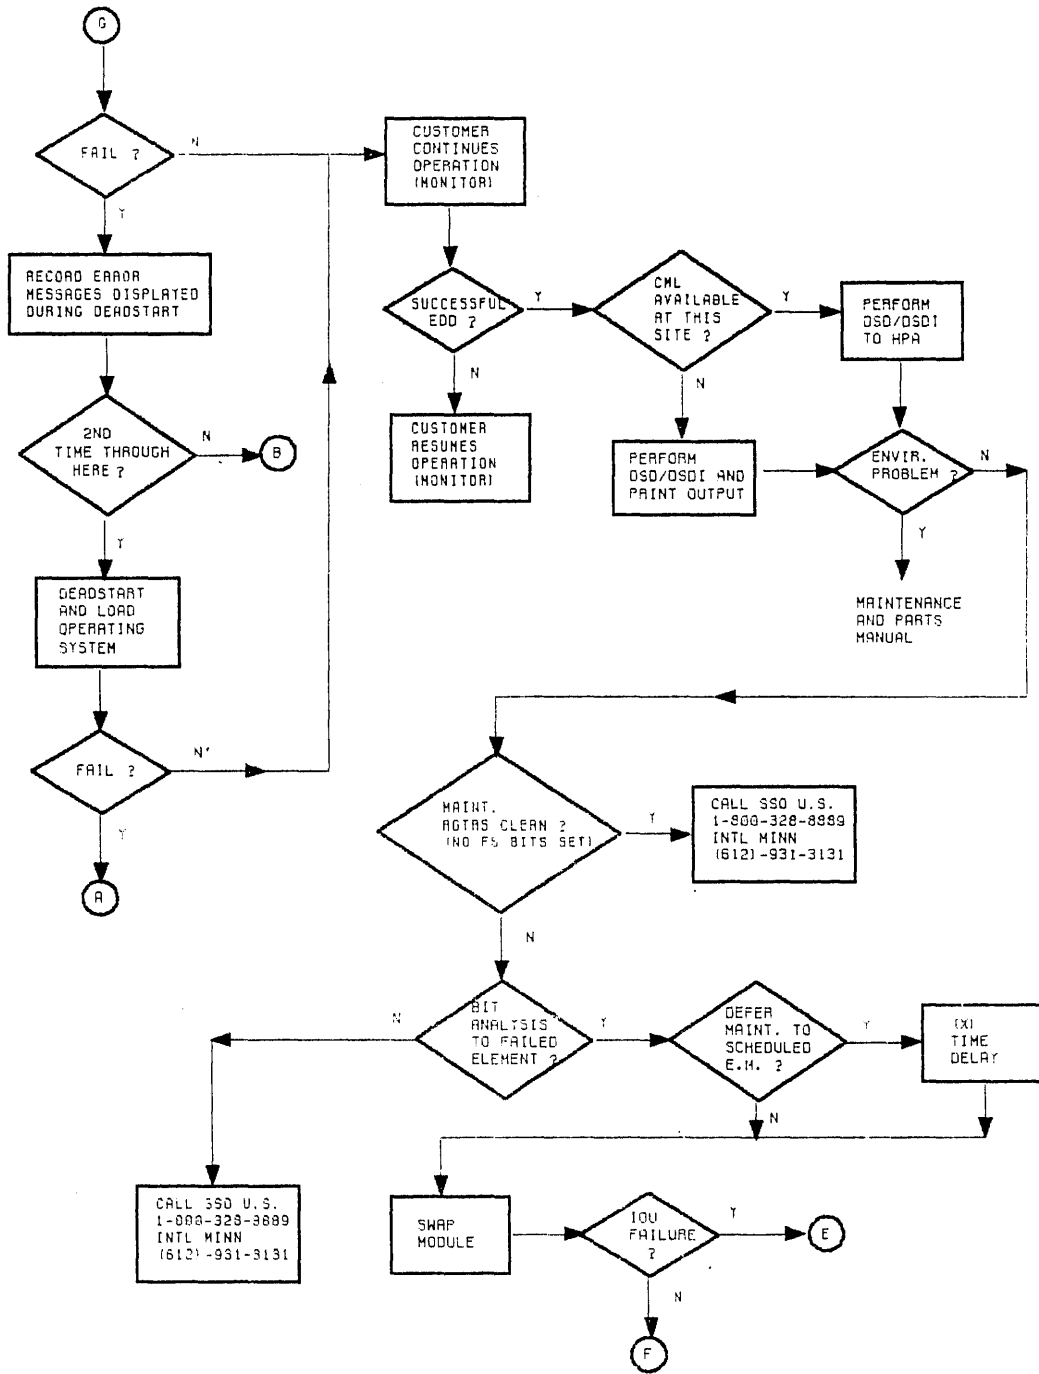 G
FAIL ?
N
Y
RECORD ERROR
MESSAGES DISPLAYED
DURING DEADSTART
2ND
TIME THROUGH
HERE ?
N
B
Y
DEADSTART
AND LOAD
OPERATING
SYSTEM
FAIL ?
N'
Y
A
CUSTOMER
CONTINUES
OPERATION
(MONITOR)
SUCCESSFUL
EDD ?
Y
N
CUSTOMER
RESUMES
OPERATION
(MONITOR)
CML
AVAILABLE
AT THIS
SITE ?
Y
N
PERFORM
DSD/DSDI
TO HPA
PERFORM
DSD/DSDI AND
PRINT OUTPUT
ENVIR.
PROBLEM ?
N
Y
MAINTENANCE
AND PARTS
MANUAL
MAINT.
RGTRS CLEAN ?
(NO FS BITS SET)
Y
CALL SSO U.S.
1-800-328-8889
INTL MINN
(612)-931-3131
N
BIT
ANALYSIS
TO FAILED
ELEMENT ?
N
Y
DEFER
MAINT. TO
SCHEDULED
E.M. ?
Y
(X)
TIME
DELAY
N
CALL SSO U.S.
1-800-328-8889
INTL MINN
(612)-931-3131
SWAP
MODULE
IOU
FAILURE
?
Y
E
N
F